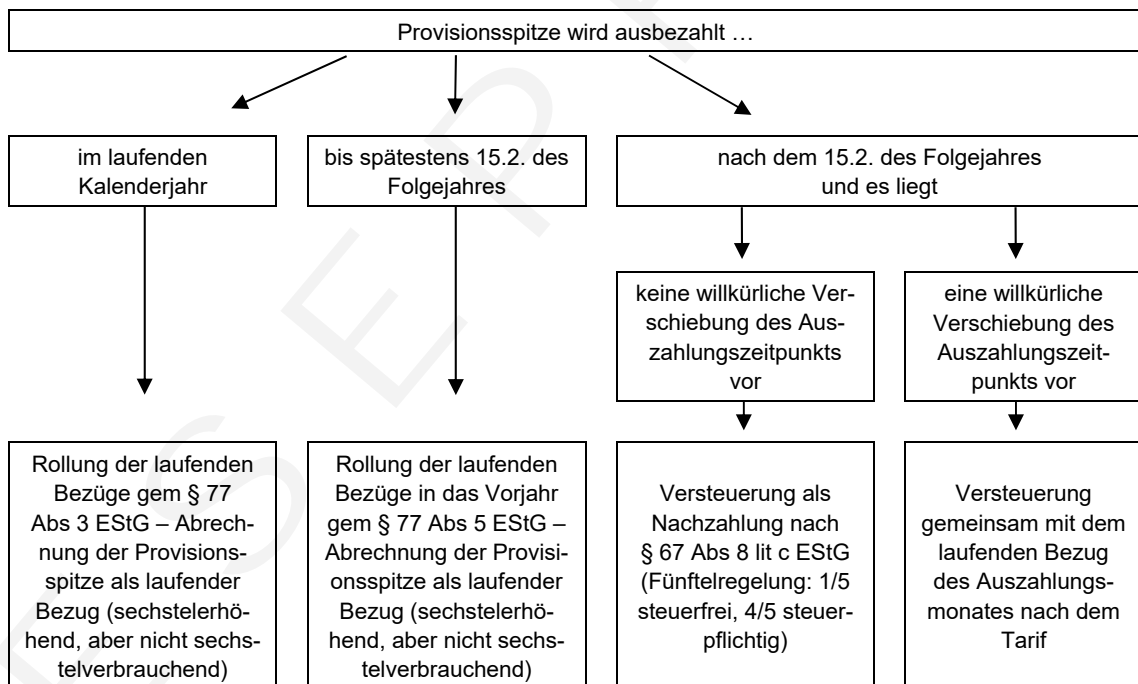 Provisionsspitze wird ausbezahlt …
im laufenden
Kalenderjahr
bis spätestens 15.2. des
Folgejahres
nach dem 15.2. des Folgejahres
und es liegt
keine willkürliche Ver-
schiebung des Aus-
zahlungszeitpunkts
vor
eine willkürliche
Verschiebung des
Auszahlungszeit-
punkts vor
Rollung der laufenden
Bezüge gem § 77
Abs 3 EStG – Abrech-
nung der Provisions-
spitze als laufender
Bezug (sechstelerhö-
hend, aber nicht sechs-
telverbrauchend)
Rollung der laufenden
Bezüge in das Vorjahr
gem § 77 Abs 5 EStG –
Abrechnung der Provisi-
onsspitze als laufender
Bezug (sechstelerhö-
hend, aber nicht sechs-
telverbrauchend)
Versteuerung als
Nachzahlung nach
§ 67 Abs 8 lit c EStG
(Fünftelregelung: 1/5
steuerfrei, 4/5 steuer-
pflichtig)
Versteuerung
gemeinsam mit dem
laufenden Bezug
des Auszahlungs-
monates nach dem
Tarif